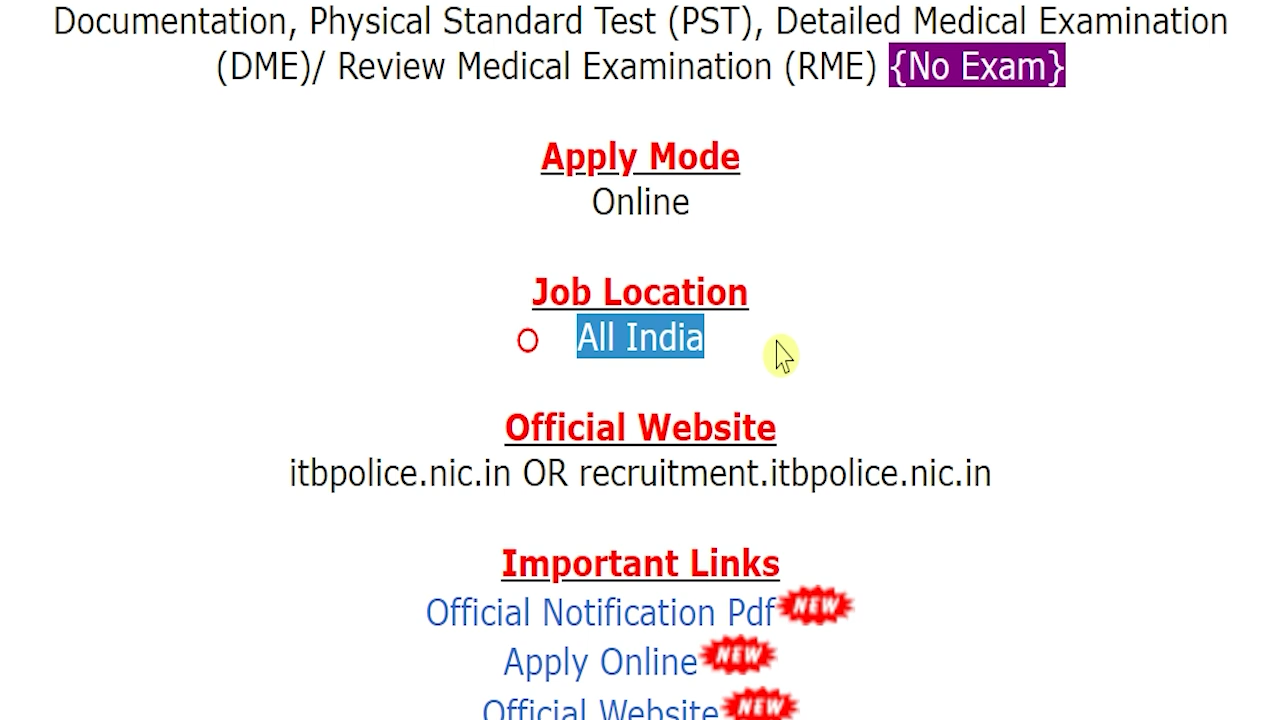 Documentation, Physical Standard Test (PST), Detailed Medical Examination
(DME)/ Review Medical Examination (RME) {No Exam}
Apply Mode
Online
Job Location
All India
Official Website
itbpolice.nic.in OR recruitment.itbpolice.nic.in
Important Links
Official Notification Pdf NEW
Apply Online NEW
Official Website NEW